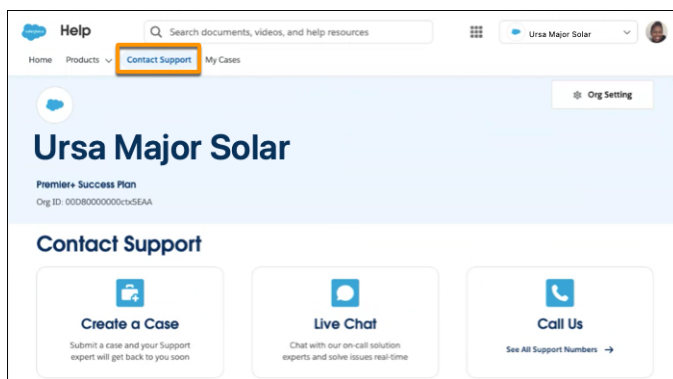 Help
Search documents, videos, and help resources
Ursa Major Solar
Home Products Contact Support My Cases
Org Setting
Ursa Major Solar
Premier+ Success Plan
Org ID: 00D80000000ctx5EAA
Contact Support
Create a Case
Submit a case and your Support
expert will get back to you soon
Live Chat
Chat with our on-call solution
experts and solve issues real-time
Call Us
See All Support Numbers →